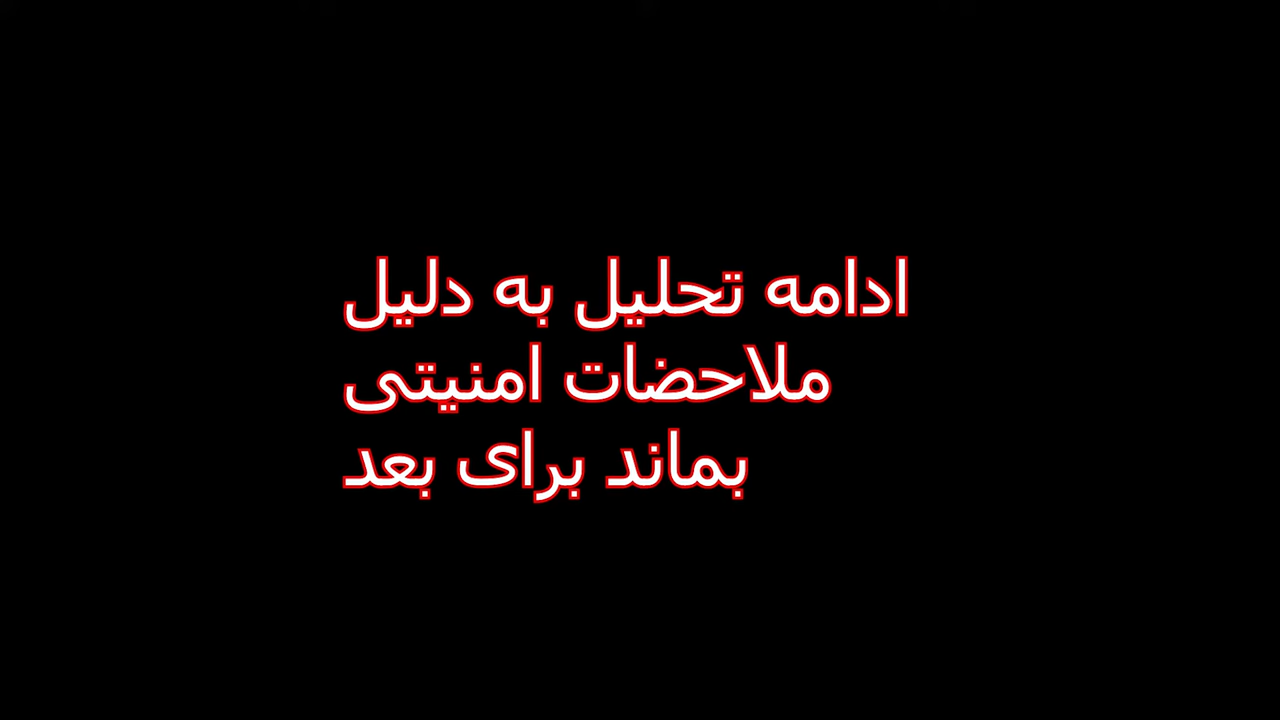 ادامه تحلیل به دلیل
ملاحضات امنیتی
بماند برای بعد